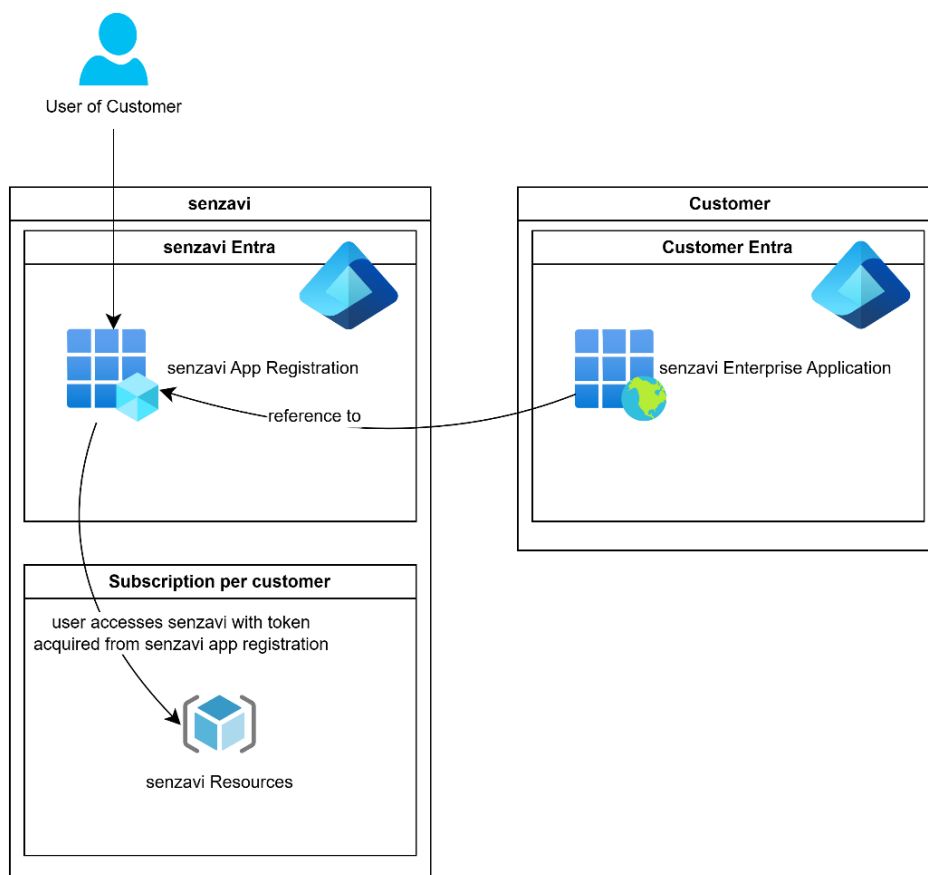 User of Customer
senzavi
senzavi Entra
senzavi App Registration
reference to
Customer
Customer Entra
senzavi Enterprise Application
Subscription per customer
user accesses senzavi with token
acquired from senzavi app registration
senzavi Resources